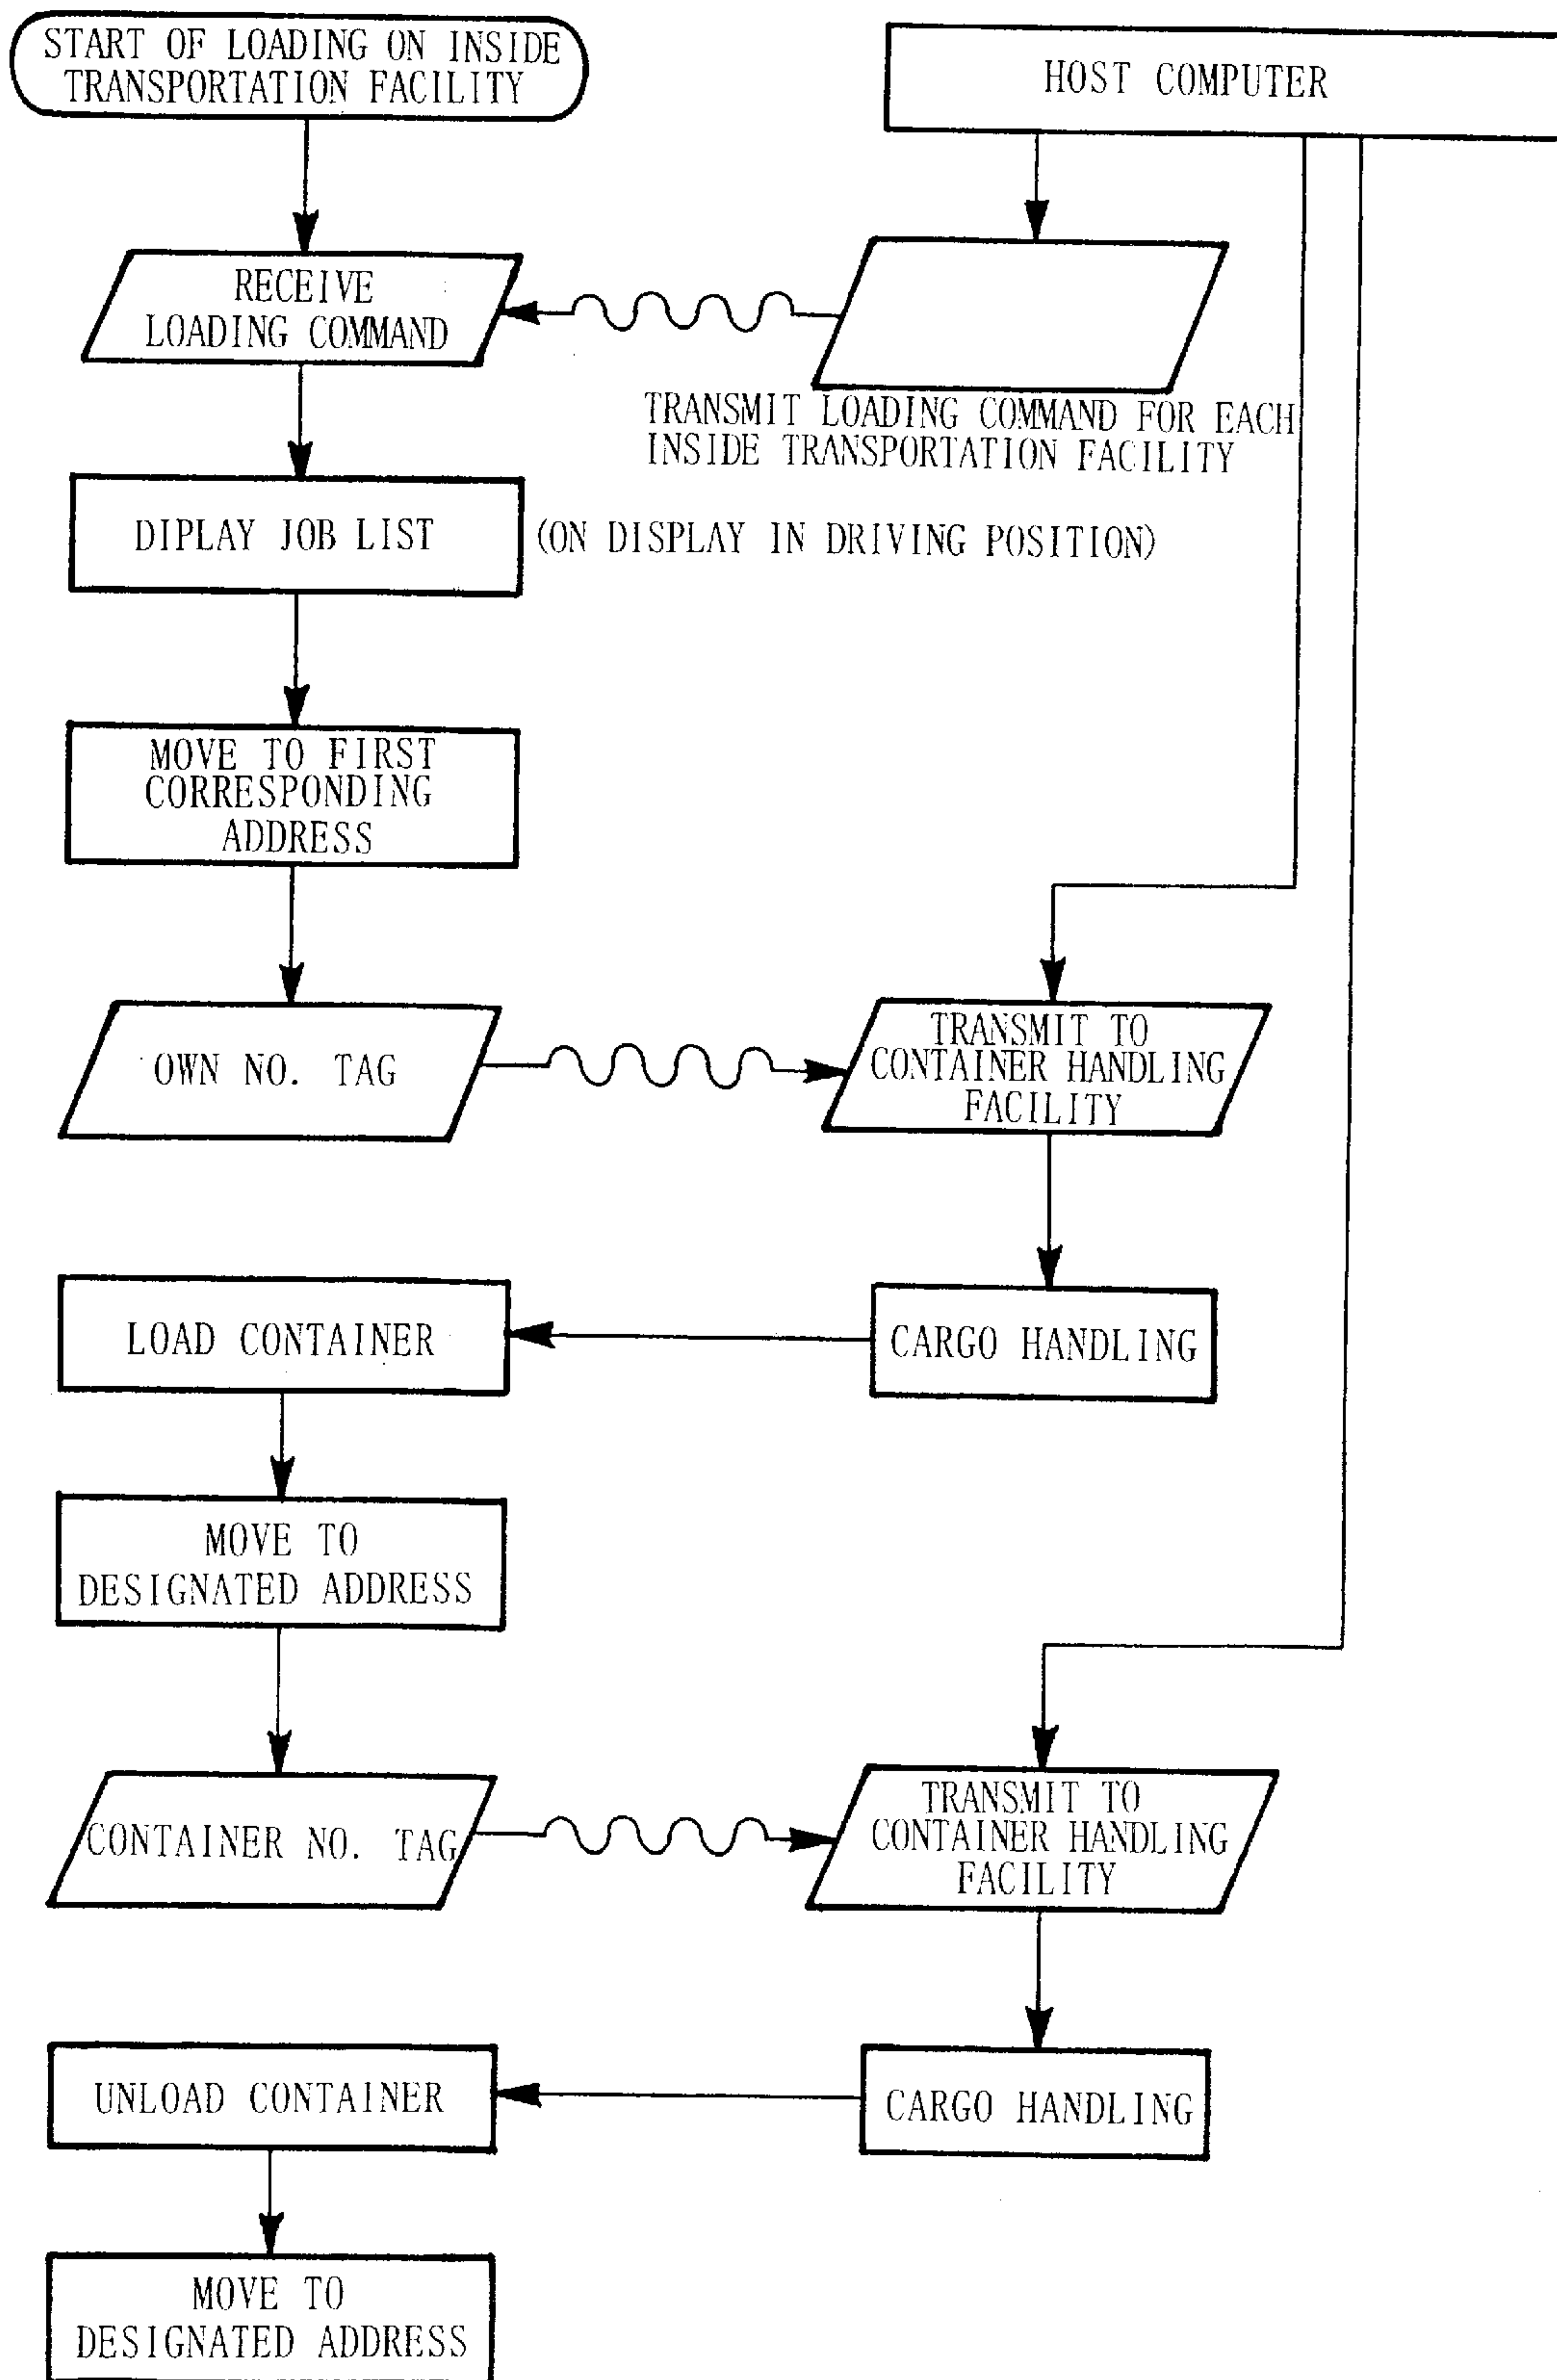 START OF LOADING ON INSIDE
TRANSPORTATION FACILITY
HOST COMPUTER
RECEIVE
LOADING COMMAND
TRANSMIT LOADING COMMAND FOR EACH
INSIDE TRANSPORTATION FACILITY
DIPLAY JOB LIST
(ON DISPLAY IN DRIVING POSITION)
MOVE TO FIRST
CORRESPONDING
ADDRESS
OWN NO. TAG
TRANSMIT TO
CONTAINER HANDLING
FACILITY
LOAD CONTAINER
CARGO HANDLING
MOVE TO
DESIGNATED ADDRESS
CONTAINER NO. TAG
TRANSMIT TO
CONTAINER HANDLING
FACILITY
UNLOAD CONTAINER
CARGO HANDLING
MOVE TO
DESIGNATED ADDRESS